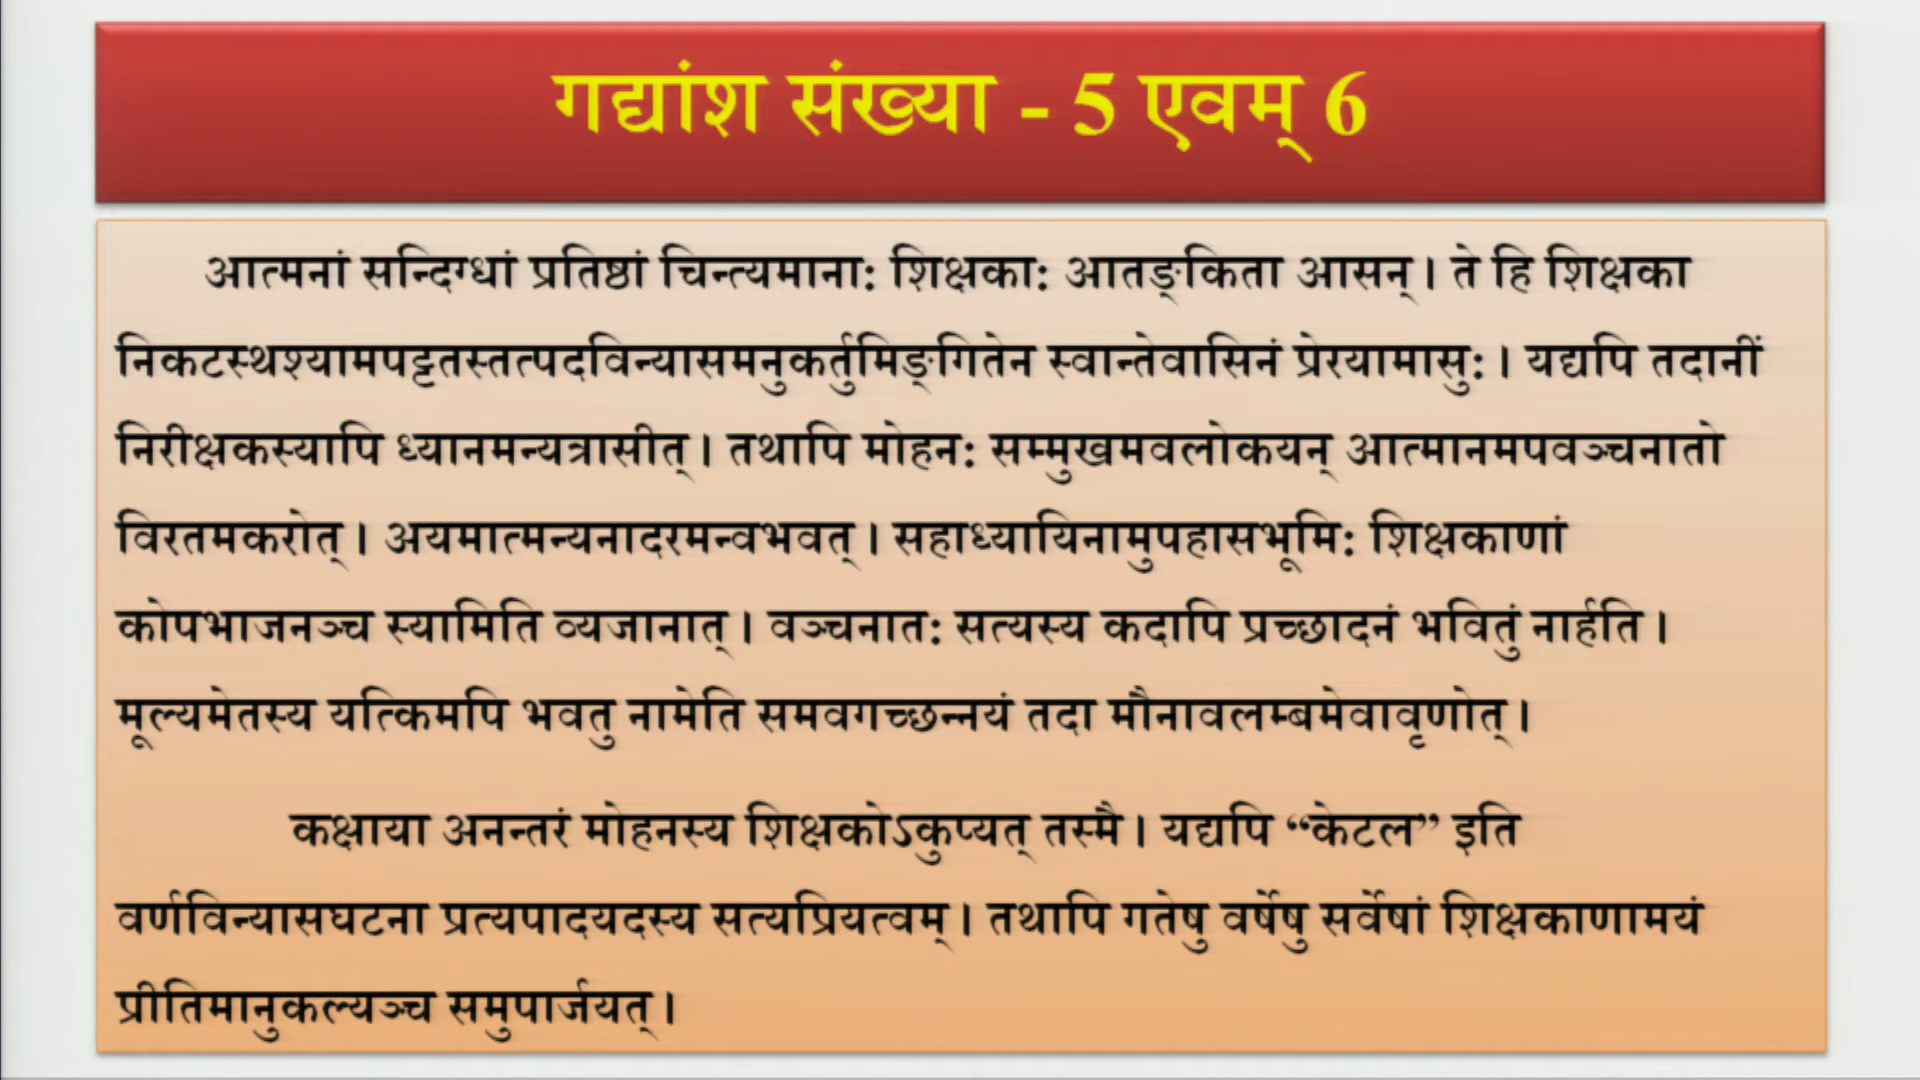 गद्यांश संख्या - 5 एवम् 6
आत्मनां सन्दिग्धां प्रतिष्ठां चिन्त्यमानाः शिक्षकाः आतङ्किता आसन्। ते हि शिक्षका
निकटस्थश्यामपट्टतस्तत्पदविन्यासमनुकर्तुमिङ्गितेन स्वान्तेवासिनं प्रेरयामासुः। यद्यपि तदानीं
निरीक्षकस्यापि ध्यानमन्यत्रासीत्। तथापि मोहनः सम्मुखमवलोकयन् आत्मानमपवञ्चनातो
विरतमकरोत्। अयमात्मन्यनादरमन्वभवत्। सहाध्यायिनामुपहासभूमिः शिक्षकाणां
कोपभाजनञ्च स्यामिति व्यजानात्। वञ्चनातः सत्यस्य कदापि प्रच्छादनं भवितुं नार्हति।
मूल्यमेतस्य यत्किमपि भवतु नामेति समवगच्छन्नयं तदा मौनावलम्बमेवावृणोत्।
कक्षाया अनन्तरं मोहनस्य शिक्षकोऽकुप्यत् तस्मै। यद्यपि “केटल” इति
वर्णविन्यासघटना प्रत्यपादयदस्य सत्यप्रियत्वम्। तथापि गतेषु वर्षेषु सर्वेषां शिक्षकाणामयं
प्रीतिमानुकल्यञ्च समुपार्जयत्।